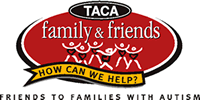 TACA
family & friends
HOW CAN WE HELP?
FRIENDS TO FAMILIES WITH AUTISM